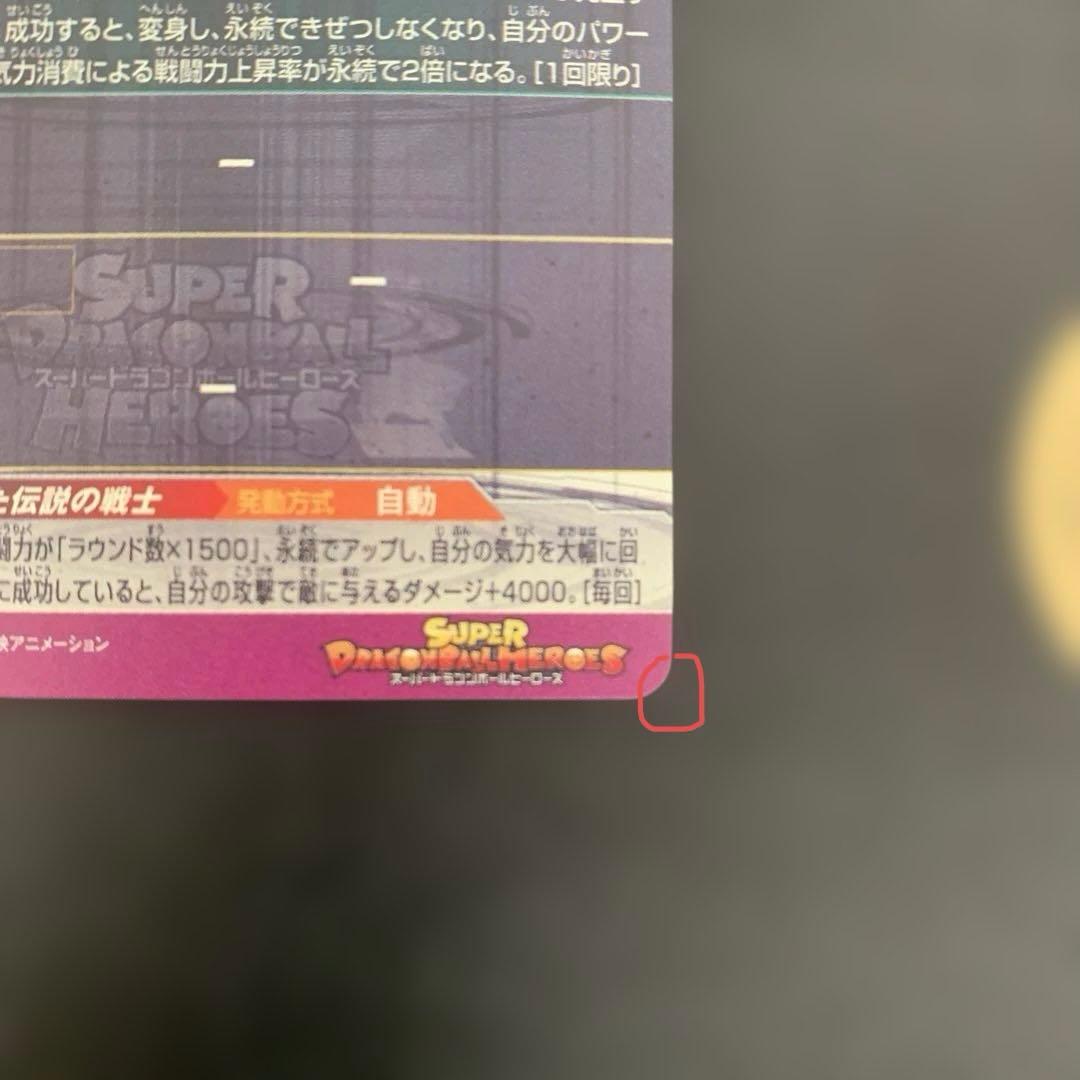 成功すると、変身し、永続できぜつしなくなり、自分のパワー
気力消費による戦闘力上昇率が永続で2倍になる。[1回限り]
SUPER
DRAGONBALL
スーパードラゴンボールヒーローズ
HEROES
伝説の戦士 発動方式 自動
闘力が「ラウンド数×1500」、永続でアップし、自分の気力を大幅に回
に成功していると、自分の攻撃で敵に与えるダメージ+4000。[毎回]
映アニメーション
SUPER
DRAGONBALL HEROES
スーパードラゴンボールヒーローズ